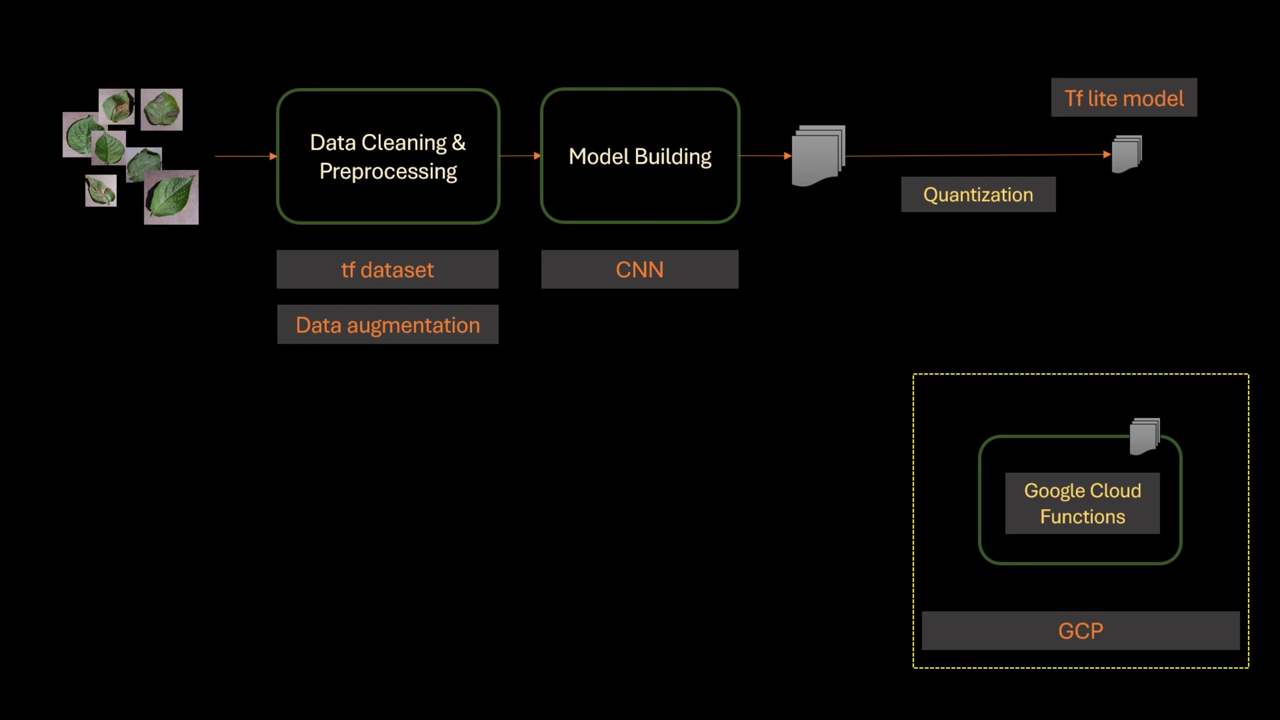 Tf lite model
Data Cleaning &
Preprocessing
Model Building
Quantization
tf dataset
CNN
Data augmentation
Google Cloud
Functions
GCP